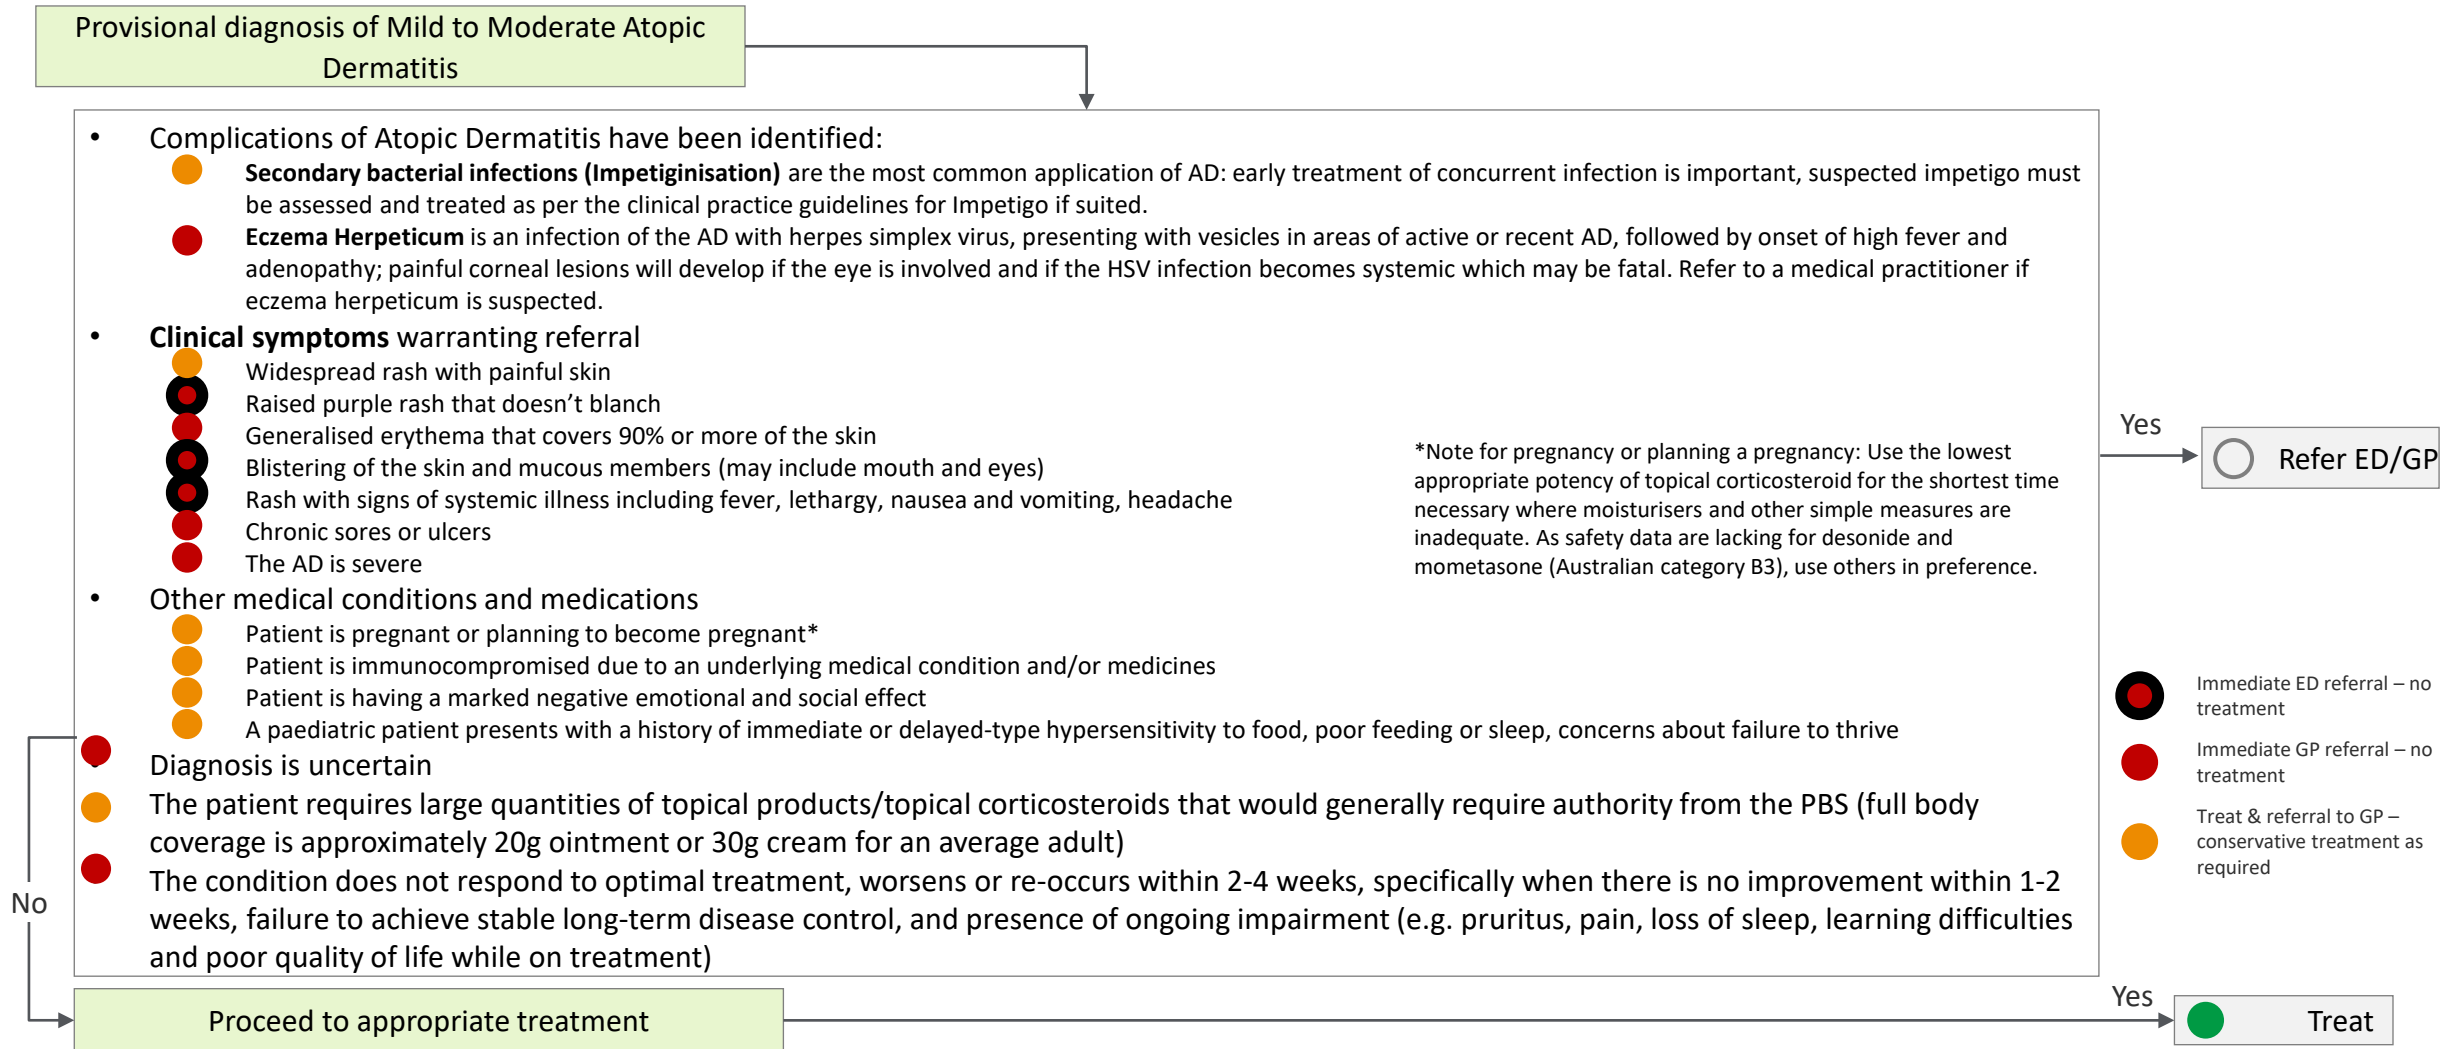 Provisional diagnosis of Mild to Moderate Atopic
Dermatitis
• Complications of Atopic Dermatitis have been identified:
Secondary bacterial infections (Impetiginisation) are the most common application of AD: early treatment of concurrent infection is important, suspected impetigo must
be assessed and treated as per the clinical practice guidelines for Impetigo if suited.
Eczema Herpeticum is an infection of the AD with herpes simplex virus, presenting with vesicles in areas of active or recent AD, followed by onset of high fever and
adenopathy; painful corneal lesions will develop if the eye is involved and if the HSV infection becomes systemic which may be fatal. Refer to a medical practitioner if
eczema herpeticum is suspected.
• Clinical symptoms warranting referral
Widespread rash with painful skin
Raised purple rash that doesn’t blanch
Generalised erythema that covers 90% or more of the skin
Blistering of the skin and mucous members (may include mouth and eyes)
Rash with signs of systemic illness including fever, lethargy, nausea and vomiting, headache
Chronic sores or ulcers
The AD is severe
*Note for pregnancy or planning a pregnancy: Use the lowest
appropriate potency of topical corticosteroid for the shortest time
necessary where moisturisers and other simple measures are
inadequate. As safety data are lacking for desonide and
mometasone (Australian category B3), use others in preference.
• Other medical conditions and medications
Patient is pregnant or planning to become pregnant*
Patient is immunocompromised due to an underlying medical condition and/or medicines
Patient is having a marked negative emotional and social effect
A paediatric patient presents with a history of immediate or delayed-type hypersensitivity to food, poor feeding or sleep, concerns about failure to thrive
Diagnosis is uncertain
The patient requires large quantities of topical products/topical corticosteroids that would generally require authority from the PBS (full body
coverage is approximately 20g ointment or 30g cream for an average adult)
The condition does not respond to optimal treatment, worsens or re-occurs within 2-4 weeks, specifically when there is no improvement within 1-2
weeks, failure to achieve stable long-term disease control, and presence of ongoing impairment (e.g. pruritus, pain, loss of sleep, learning difficulties
and poor quality of life while on treatment)
Yes
Refer ED/GP
Immediate ED referral – no
treatment
Immediate GP referral – no
treatment
Treat & referral to GP –
conservative treatment as
required
No
Proceed to appropriate treatment
Yes
Treat